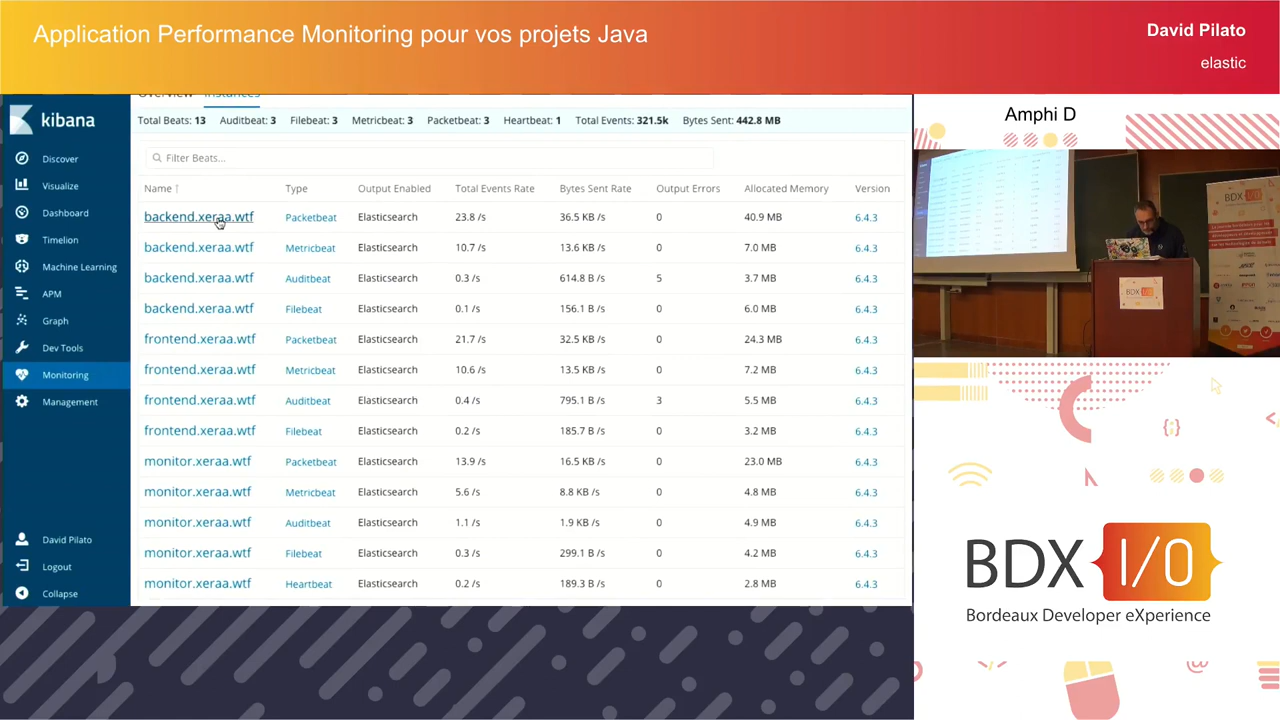 Application Performance Monitoring pour vos projets Java
David Pilato
elastic
Amphi D
kibana
Discover
Visualize
Dashboard
Timelion
Machine Learning
APM
Graph
Dev Tools
Monitoring
Management
David Pilato
Logout
Collapse
Overview Instances
Total Beats: 13 Auditbeat: 3 Filebeat: 3 Metricbeat: 3 Packetbeat: 3 Heartbeat: 1 Total Events: 321.5k Bytes Sent: 442.8 MB
Filter Beats...
Name Type Output Enabled Total Events Rate Bytes Sent Rate Output Errors Allocated Memory Version
backend.xeraa.wtf Packetbeat Elasticsearch 23.8 /s 36.5 KB /s 0 40.9 MB 6.4.3
backend.xeraa.wtf Metricbeat Elasticsearch 10.7 /s 13.6 KB /s 0 7.0 MB 6.4.3
backend.xeraa.wtf Auditbeat Elasticsearch 0.3 /s 614.8 B /s 5 3.7 MB 6.4.3
backend.xeraa.wtf Filebeat Elasticsearch 0.1 /s 156.1 B /s 0 6.0 MB 6.4.3
frontend.xeraa.wtf Packetbeat Elasticsearch 21.7 /s 32.5 KB /s 0 24.3 MB 6.4.3
frontend.xeraa.wtf Metricbeat Elasticsearch 10.6 /s 13.5 KB /s 0 7.2 MB 6.4.3
frontend.xeraa.wtf Auditbeat Elasticsearch 0.4 /s 795.1 B /s 3 5.5 MB 6.4.3
frontend.xeraa.wtf Filebeat Elasticsearch 0.2 /s 185.7 B /s 0 3.2 MB 6.4.3
monitor.xeraa.wtf Packetbeat Elasticsearch 13.9 /s 16.5 KB /s 0 23.0 MB 6.4.3
monitor.xeraa.wtf Metricbeat Elasticsearch 5.6 /s 8.8 KB /s 0 4.8 MB 6.4.3
monitor.xeraa.wtf Auditbeat Elasticsearch 1.1 /s 1.9 KB /s 0 4.9 MB 6.4.3
monitor.xeraa.wtf Filebeat Elasticsearch 0.3 /s 299.1 B /s 0 4.2 MB 6.4.3
monitor.xeraa.wtf Heartbeat Elasticsearch 0.2 /s 189.3 B /s 0 2.8 MB 6.4.3
BDX I/O
BDX I/O
BDX I/O
Bordeaux Developer eXperience